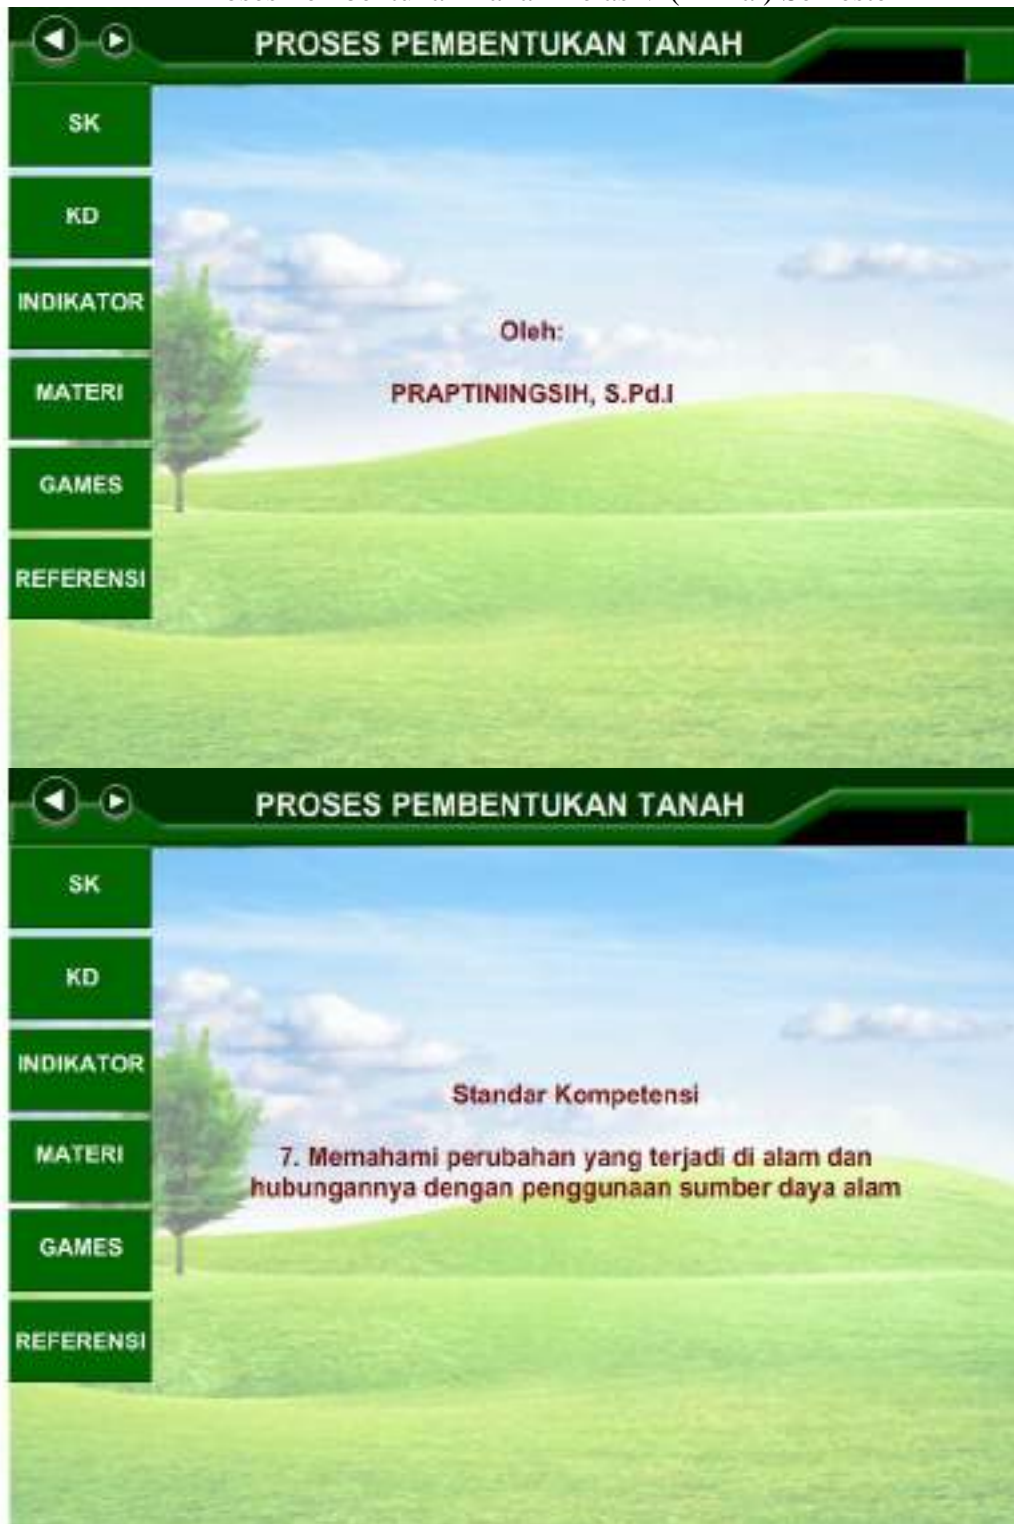 PROSES PEMBENTUKAN TANAH
SK
KD
INDIKATOR
MATERI
GAMES
REFERENSI
Oleh:
PRAPTININGSIH, S.Pd.I
PROSES PEMBENTUKAN TANAH
SK
KD
INDIKATOR
MATERI
GAMES
REFERENSI
Standar Kompetensi
7. Memahami perubahan yang terjadi di alam dan
hubungannya dengan penggunaan sumber daya alam